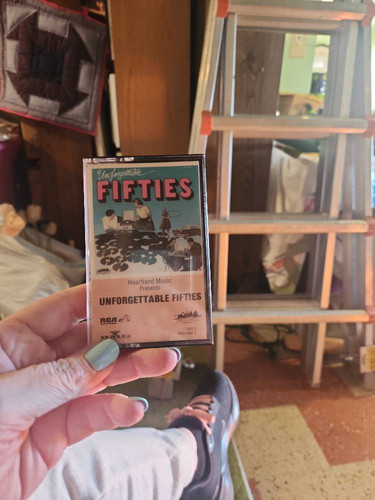 Unforgettable
FIFTIES
Heartland Music
Presents
UNFORGETTABLE FIFTIES
RCA